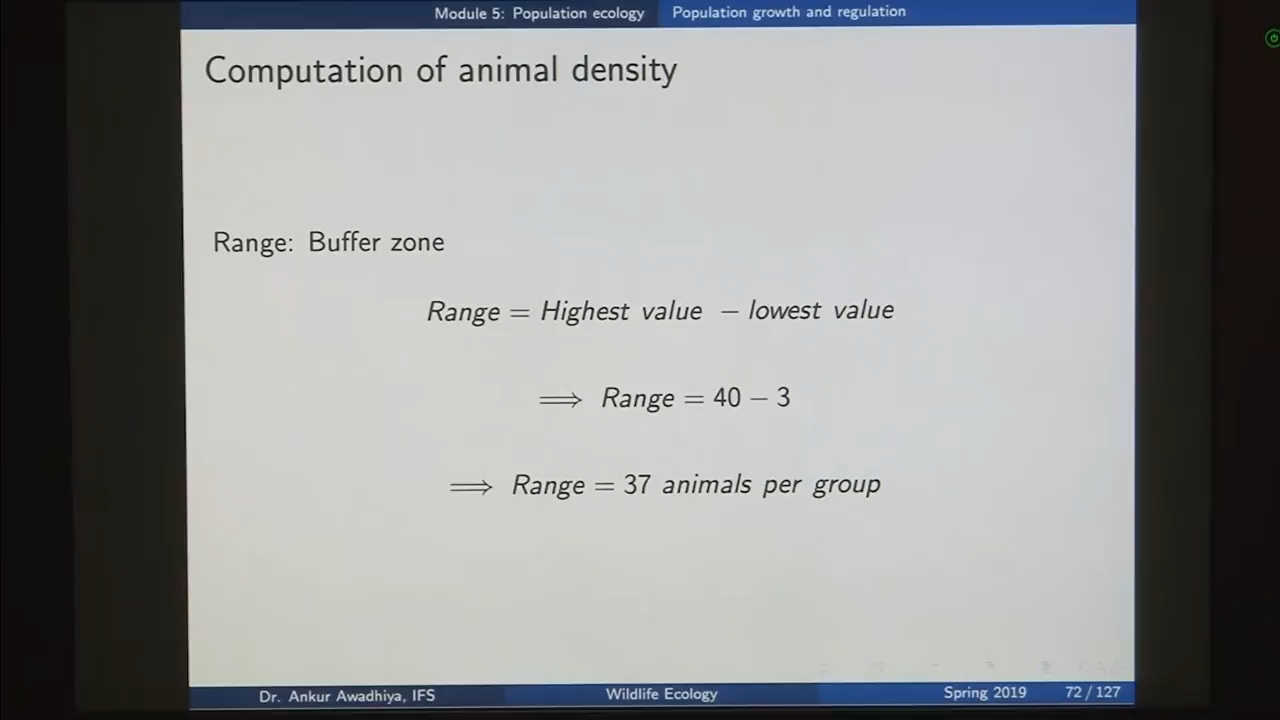 Module 5: Population ecology Population growth and regulation
Computation of animal density
Range: Buffer zone
Range = Highest value − lowest value
⟹ Range = 40 − 3
⟹ Range = 37 animals per group
Dr. Ankur Awadhiya, IFS Wildlife Ecology Spring 2019 72 / 127